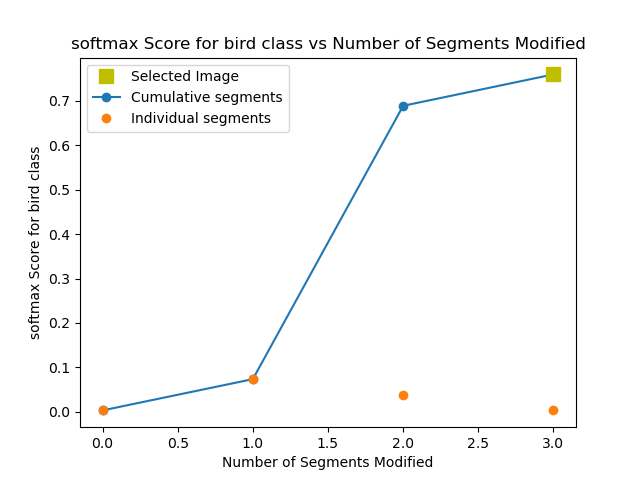 softmax Score for bird class vs Number of Segments Modified
Selected Image
Cumulative segments
Individual segments
softmax Score for bird class
0.7
0.6
0.5
0.4
0.3
0.2
0.1
0.0
0.0 0.5 1.0 1.5 2.0 2.5 3.0
Number of Segments Modified